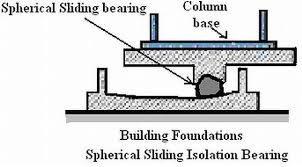 Spherical Sliding bearing
Column
base
Building Foundations
Spherical Sliding Isolation Bearing